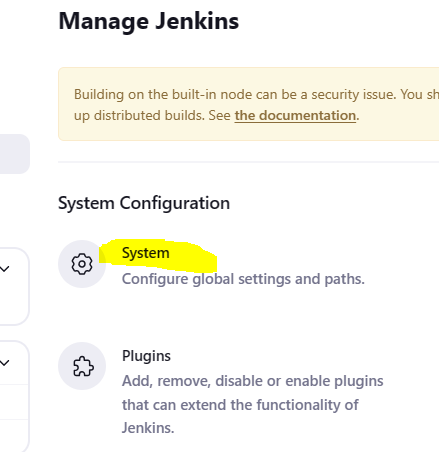 Manage Jenkins
Building on the built-in node can be a security issue. You sh
up distributed builds. See the documentation.
System Configuration
System
Configure global settings and paths.
Plugins
Add, remove, disable or enable plugins
that can extend the functionality of
Jenkins.